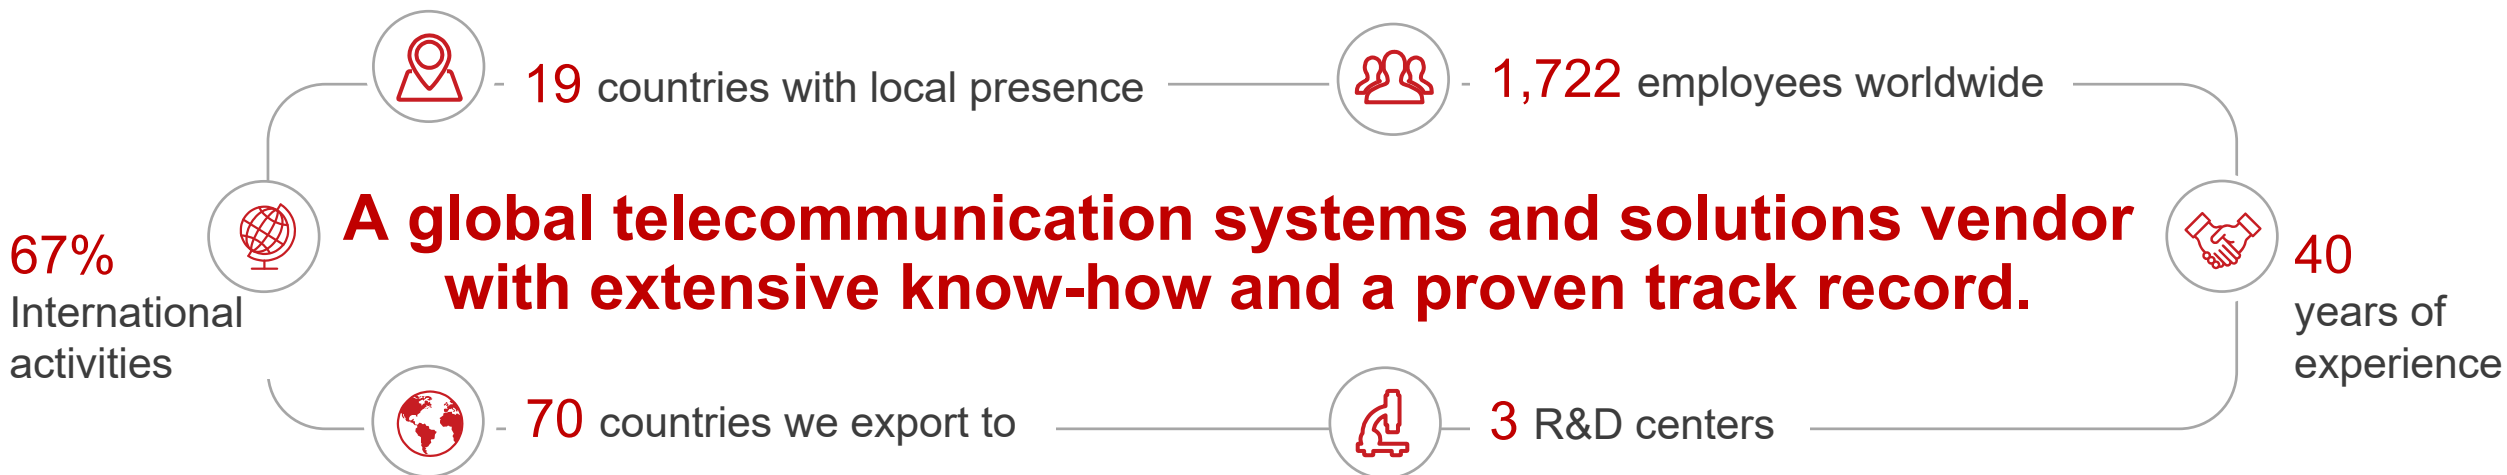 19 countries with local presence
1,722 employees worldwide
67%
International
activities
A global telecommunication systems and solutions vendor
with extensive know-how and a proven track record.
40
years of
experience
70 countries we export to
3 R&D centers